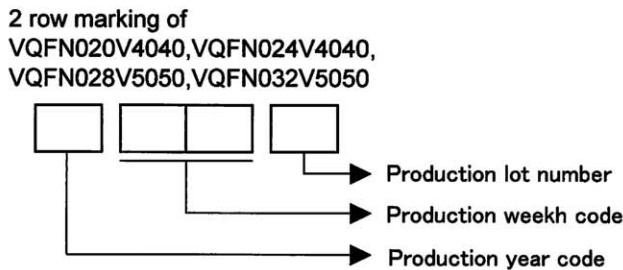 2 row marking of
VQFN020V4040,VQFN024V4040,
VQFN028V5050,VQFN032V5050
Production lot number
Production weekh code
Production year code